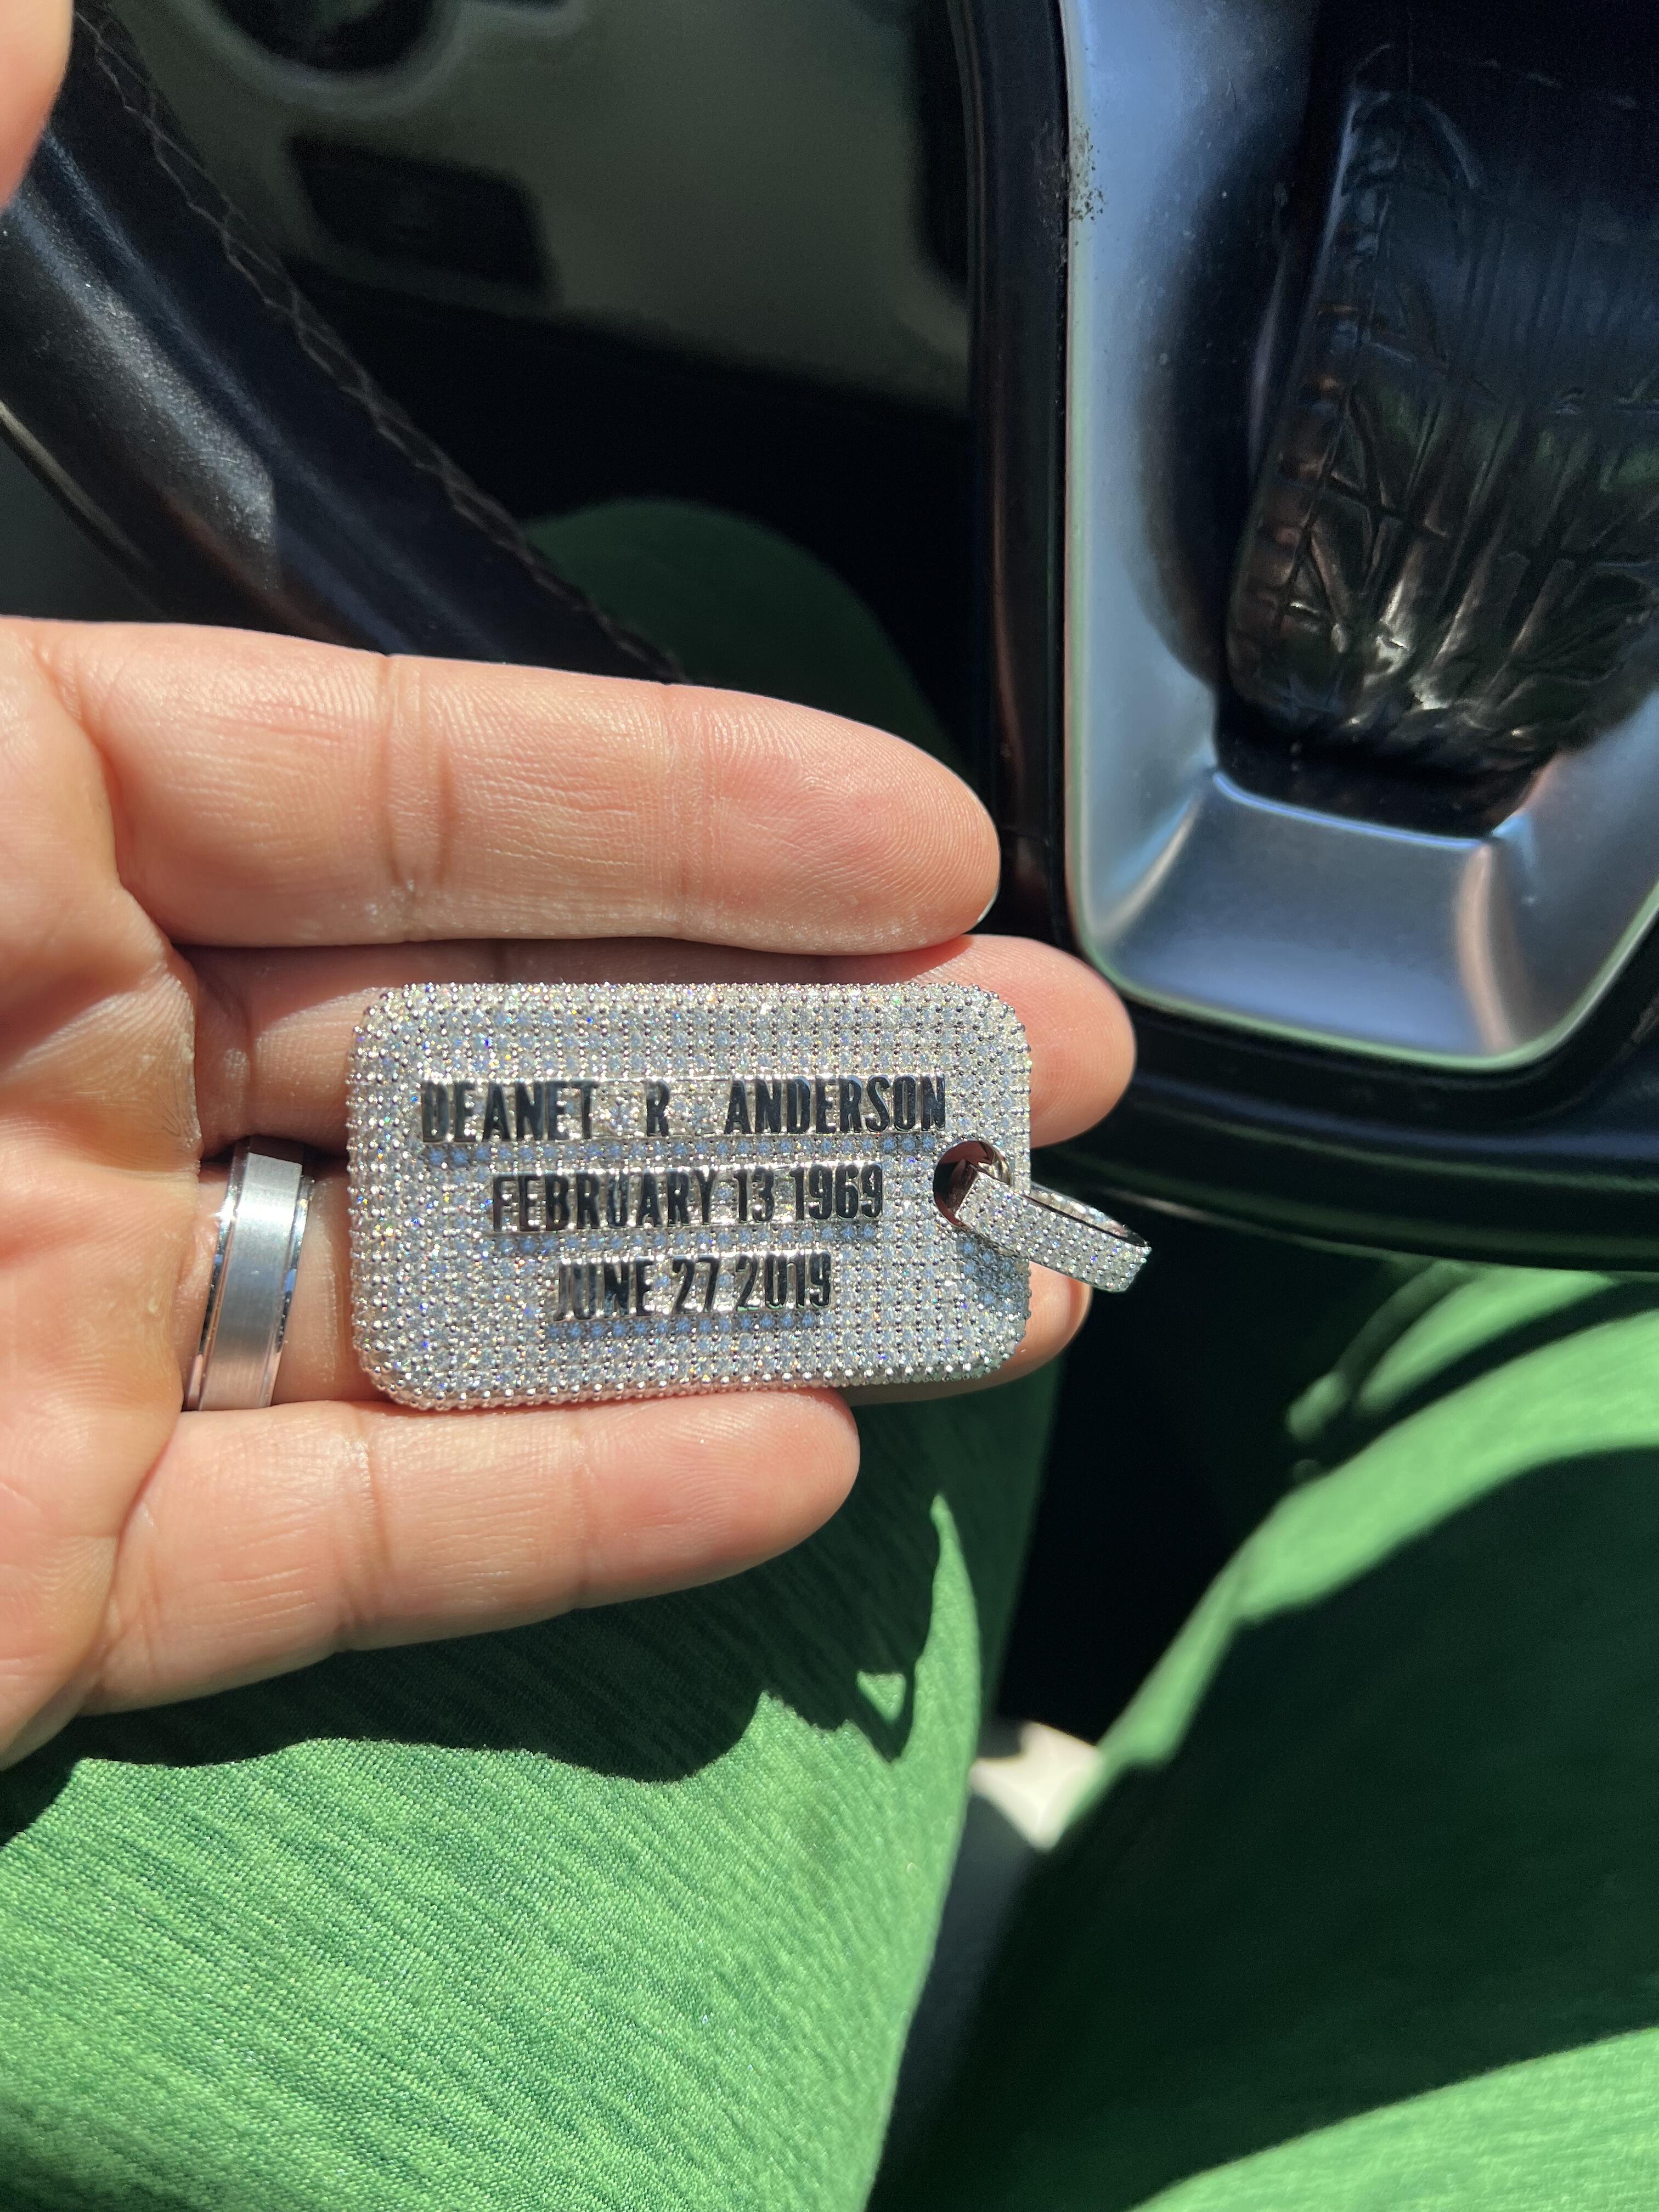 DEANET R ANDERSON
FEBRUARY 13 1969
JUNE 27 2019